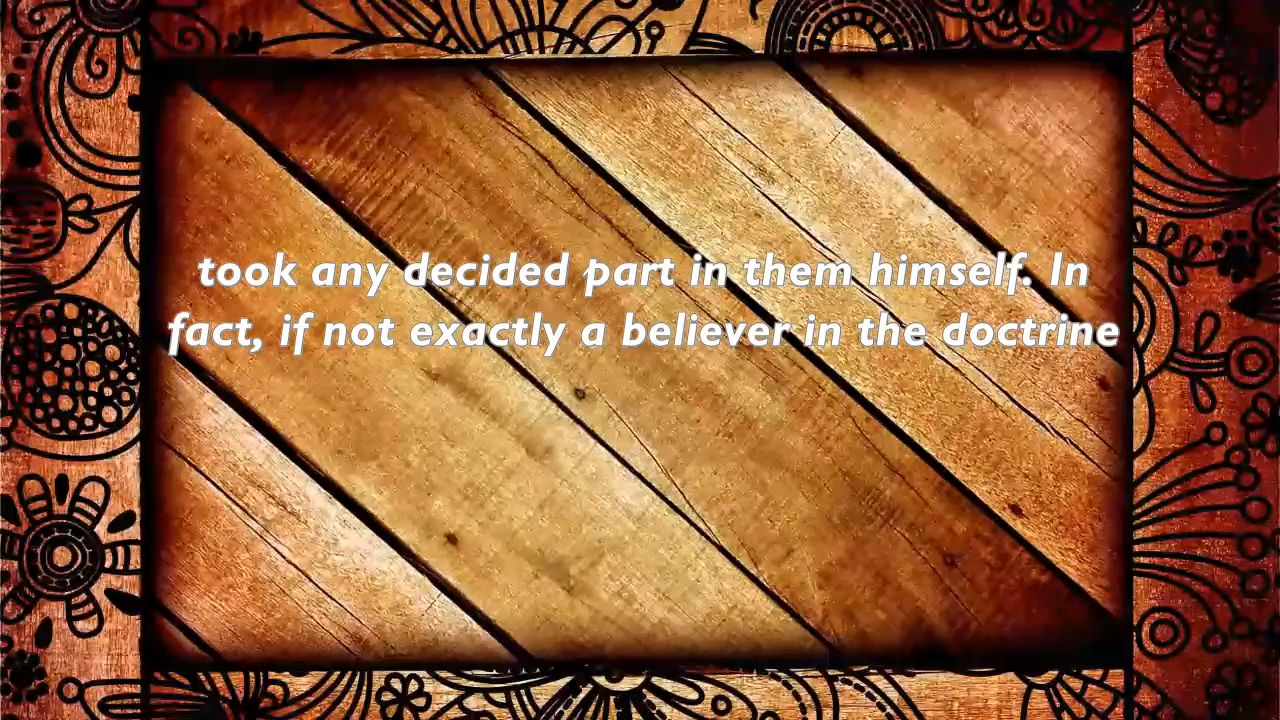 took any decided part in them himself. In
fact, if not exactly a believer in the doctrine